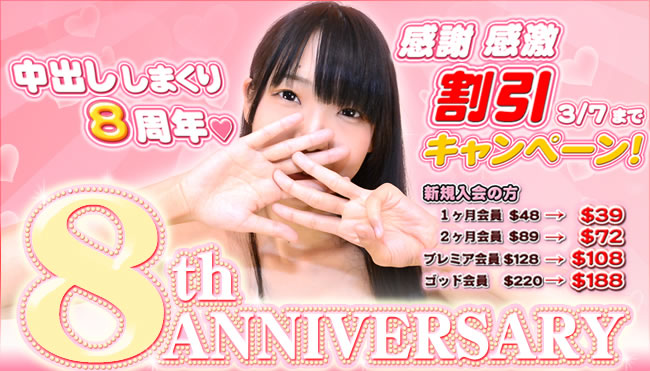 中出ししまくり
8周年♥
感謝 感激
割引 3/7まで
キャンペーン!
新規入会の方
1ヶ月会員 $48→ $39
2ヶ月会員 $89→ $72
プレミア会員 $128→ $108
ゴッド会員 $220→ $188
8th
ANNIVERSARY